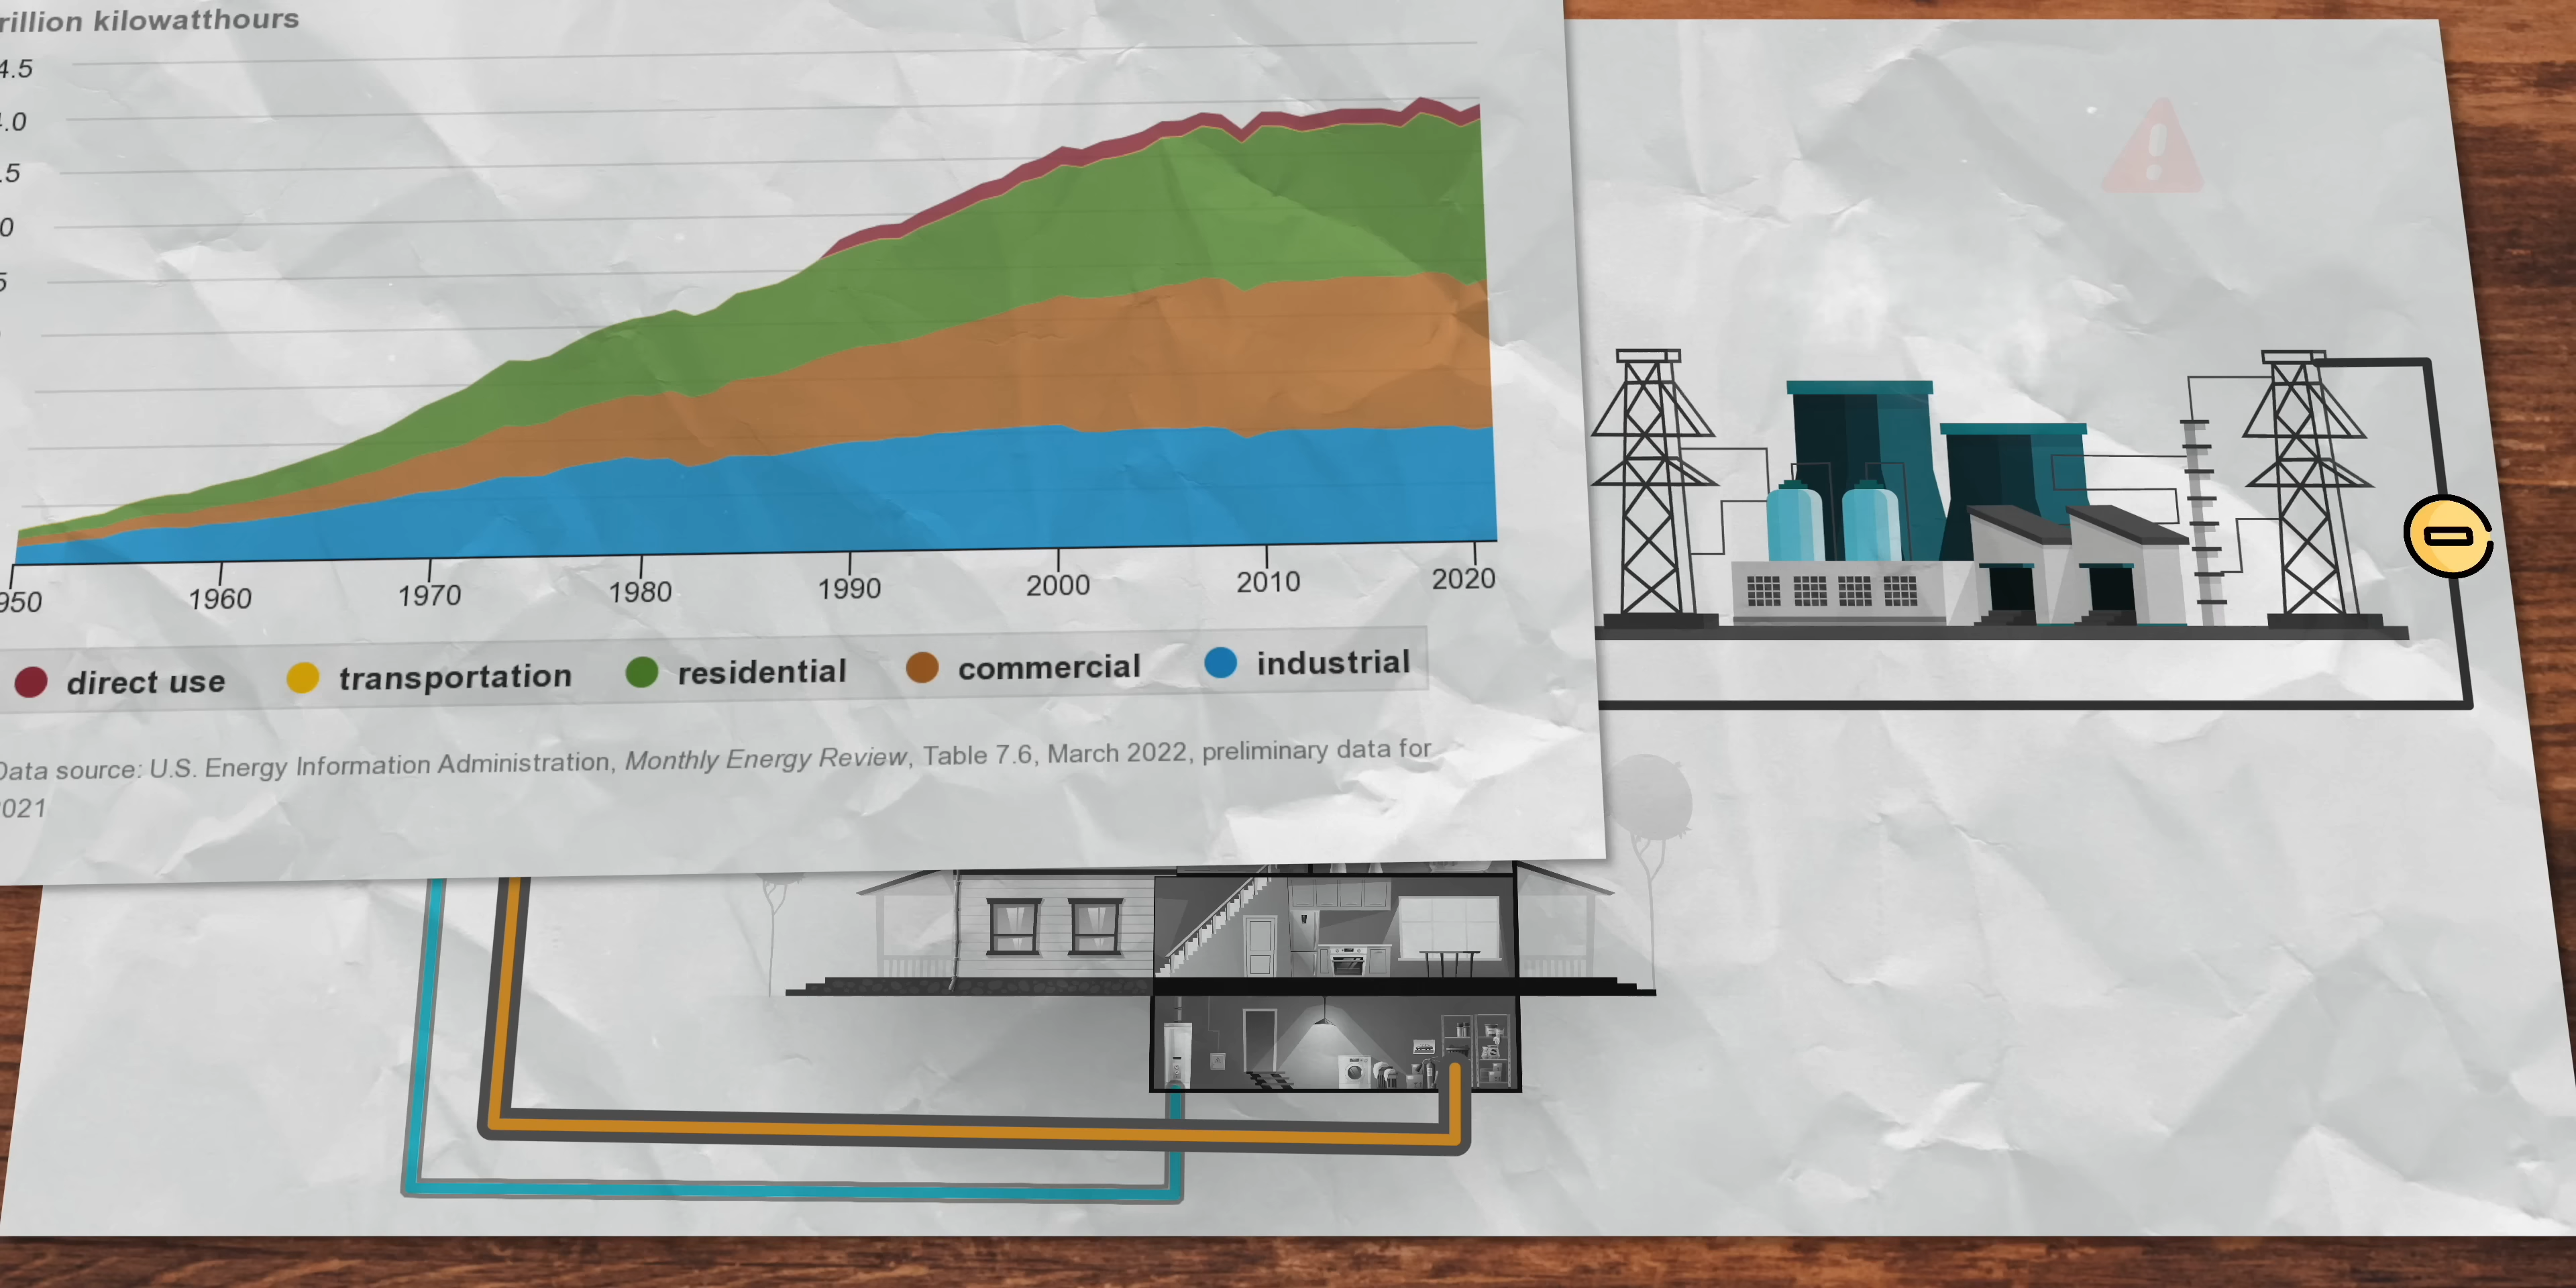 rillion kilowatthours
4.5
.0
.5
0
5
950 1960 1970 1980 1990 2000 2010 2020
direct use transportation residential commercial industrial
Data source: U.S. Energy Information Administration, Monthly Energy Review, Table 7.6, March 2022, preliminary data for
021